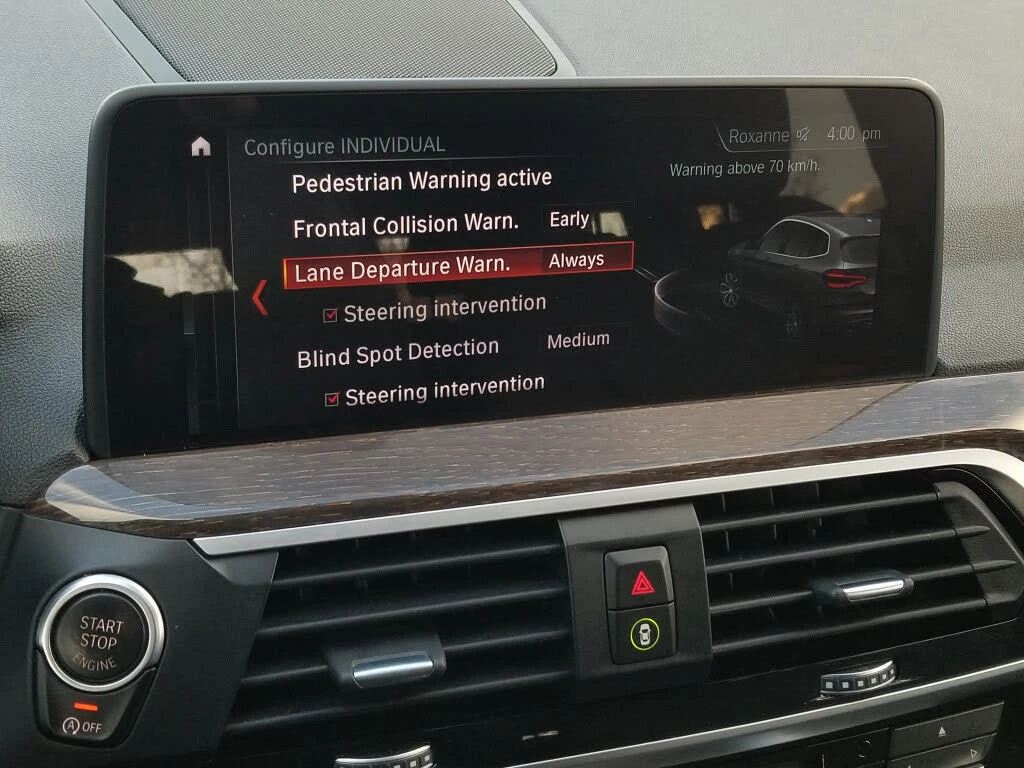 Configure INDIVIDUAL
Roxanne 4:00 pm
Pedestrian Warning active
Warning above 70 km/h.
Frontal Collision Warn. Early
Lane Departure Warn. Always
Steering intervention
Blind Spot Detection Medium
Steering intervention
START
STOP
ENGINE
A OFF